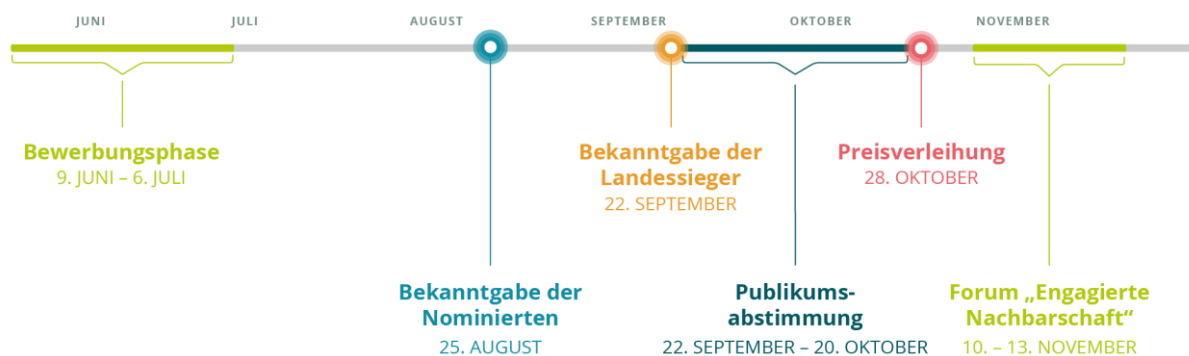 JUNI
JULI
AUGUST
SEPTEMBER
OKTOBER
NOVEMBER
Bewerbungsphase
9. JUNI – 6. JULI
Bekanntgabe der
Nominierten
25. AUGUST
Bekanntgabe der
Landessieger
22. SEPTEMBER
Publikums-
abstimmung
22. SEPTEMBER – 20. OKTOBER
Preisverleihung
28. OKTOBER
Forum „Engagierte
Nachbarschaft“
10. – 13. NOVEMBER